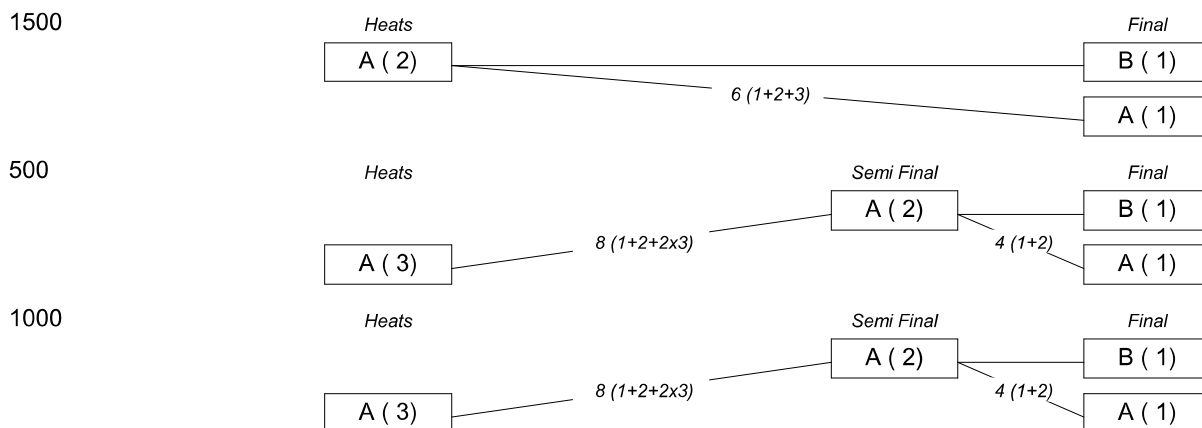 1500 Heats Final
A ( 2) B ( 1)
6 (1+2+3)
A ( 1)
500 Heats Semi Final Final
A ( 2) B ( 1)
8 (1+2+2x3) 4 (1+2)
A ( 3) A ( 1)
1000 Heats Semi Final Final
A ( 2) B ( 1)
8 (1+2+2x3) 4 (1+2)
A ( 3) A ( 1)